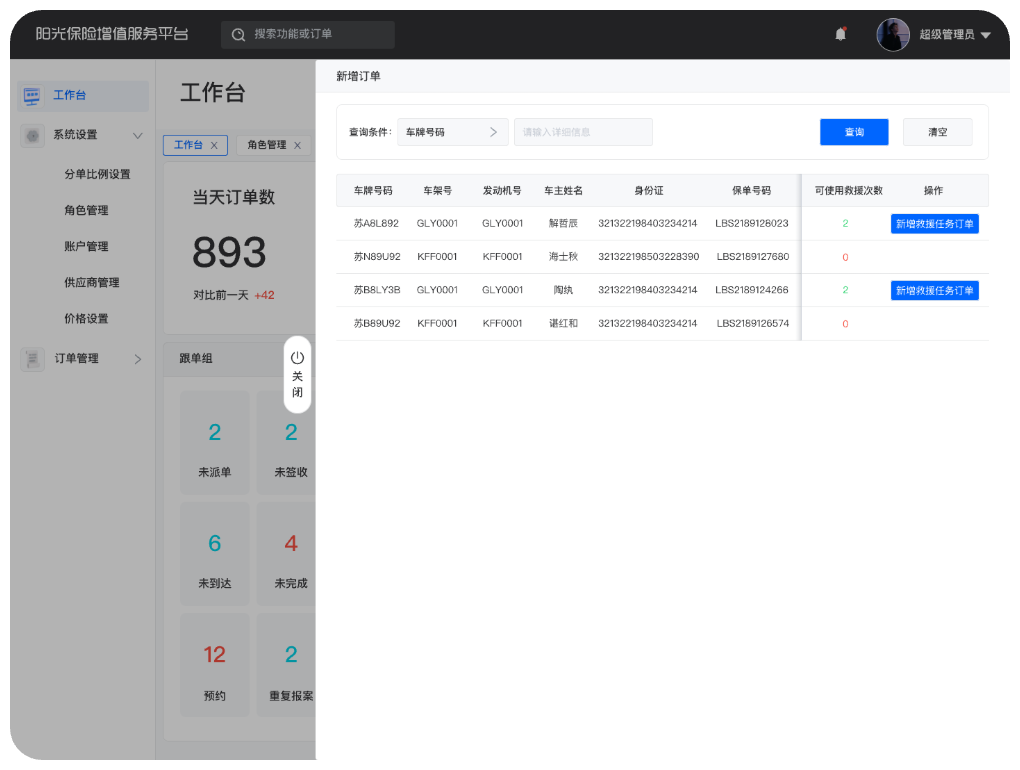 阳光保险增值服务平台
搜索功能或订单
超级管理员
工作台
系统设置
分单比例设置
角色管理
账户管理
供应商管理
价格设置
订单管理
工作台
工作台 X 角色管理 X
当天订单数
893
对比前一天 +42
跟单组
2 2
未派单 未签收
6 4
未到达 未完成
12 2
预约 重复报案
关
闭
新增订单
查询条件: 车牌号码 请输入详细信息 查询 清空
车牌号码 车架号 发动机号 车主姓名 身份证 保单号码 可使用救援次数 操作
苏A8L892 GLY0001 GLY0001 解哲辰 321322198403234214 LBS2189128023 2 新增救援任务订单
苏N89U92 KFF0001 KFF0001 海士秋 321322198503228390 LBS2189127680 0
苏B8LY3B GLY0001 GLY0001 陶纨 321322198403234214 LBS2189124266 2 新增救援任务订单
苏B89U92 KFF0001 KFF0001 谌红和 321322198403234214 LBS2189126574 0